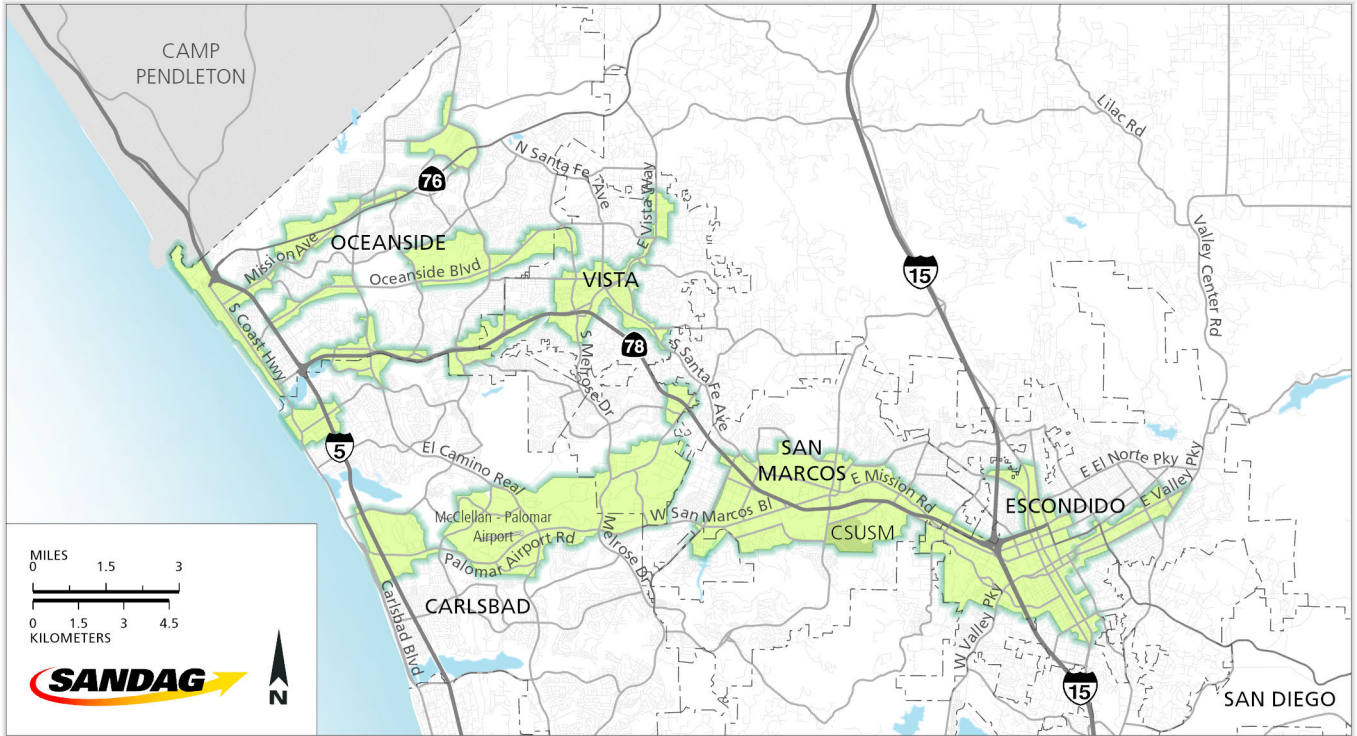 CAMP
PENDLETON
Lilac Rd
N Santa Fe Ave
76
E Vista Way
Mission Ave
OCEANSIDE
Valley Center Rd
Oceanside Blvd
VISTA
15
S Coast Hwy
78
S Melrose Dr
S Santa Fe Ave
5
El Camino Real
SAN
MARCOS
E El Norte Pky
E Mission Rd
E Valley Pky
ESCONDIDO
McClellan - Palomar
Airport
W San Marcos Bl
CSUSM
Palomar Airport Rd
Melrose Dr
MILES
0 1.5 3
0 1.5 3 4.5
KILOMETERS
Carlsbad Blvd
CARLSBAD
W Valley Pky
SANDAG
N
15
SAN DIEGO